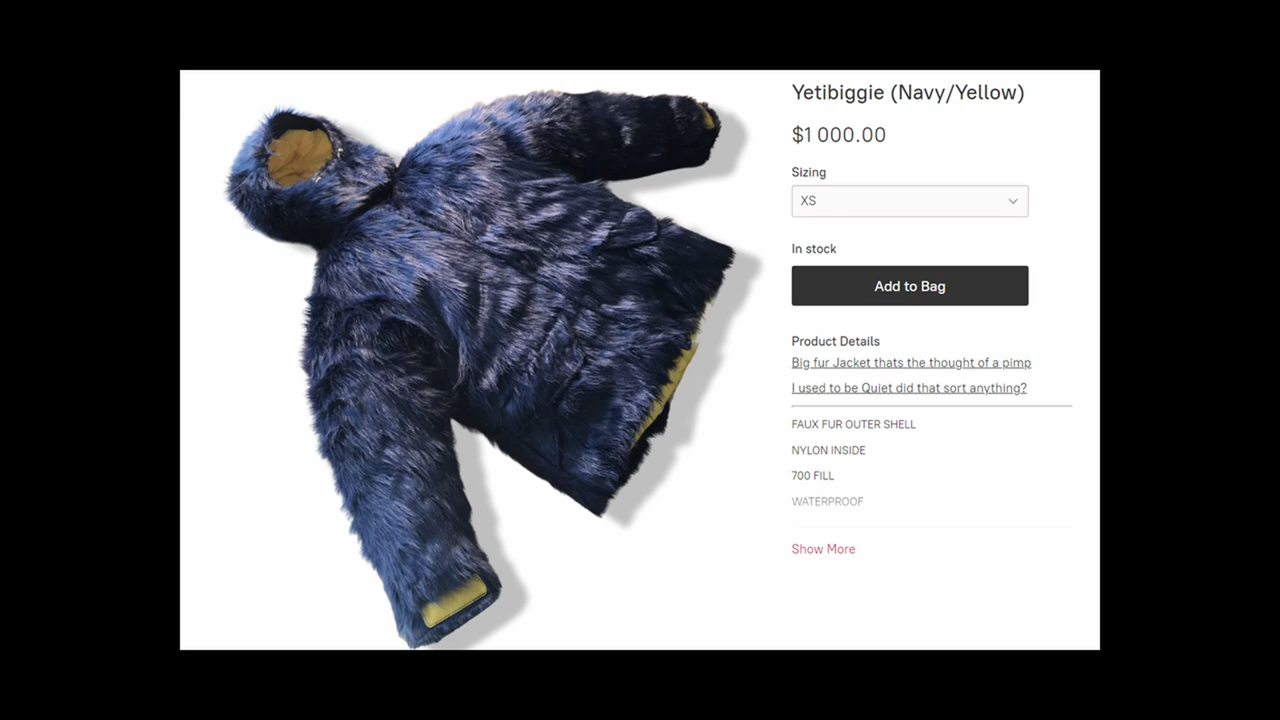 Yetibiggie (Navy/Yellow)
$1 000.00
Sizing
XS
In stock
Add to Bag
Product Details
Big fur Jacket thats the thought of a pimp
I used to be Quiet did that sort anything?
FAUX FUR OUTER SHELL
NYLON INSIDE
700 FILL
WATERPROOF
Show More